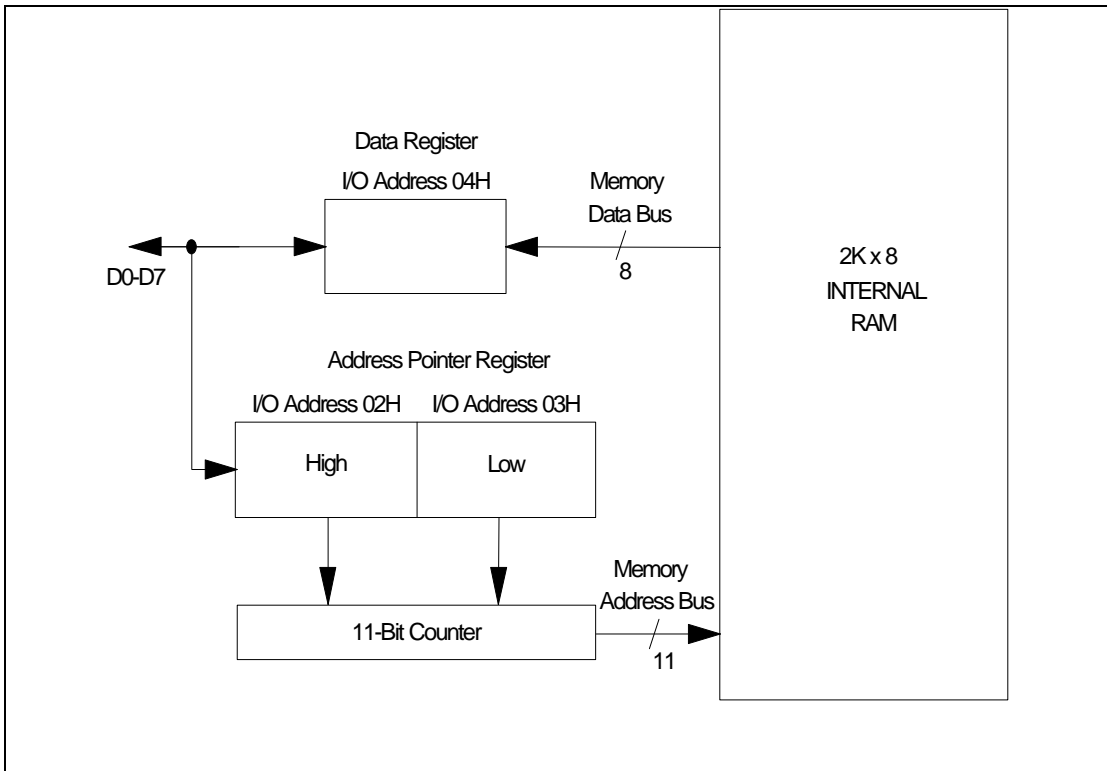 Data Register
I/O Address 04H
Memory
Data Bus
8
D0-D7
2K x 8
INTERNAL
RAM
Address Pointer Register
I/O Address 02H
I/O Address 03H
High
Low
Memory
Address Bus
11-Bit Counter
11